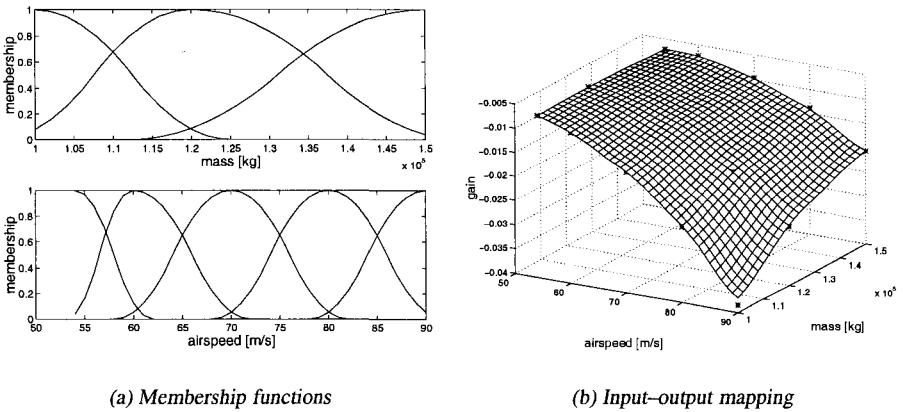 1
0.8
0.6
0.4
0.2
0
membership
1 1.05 1.1 1.15 1.2 1.25 1.3 1.35 1.4 1.45 1.5
mass [kg]
x 10^5
1
0.8
0.6
0.4
0.2
0
membership
50 55 60 65 70 75 80 85 90
airspeed [m/s]
(a) Membership functions
-0.005
-0.01
-0.015
-0.02
-0.025
-0.03
-0.035
-0.04
gain
50 60 70 80 90
airspeed [m/s]
1 1.1 1.2 1.3 1.4 1.5
x 10^5
mass [kg]
(b) Input–output mapping